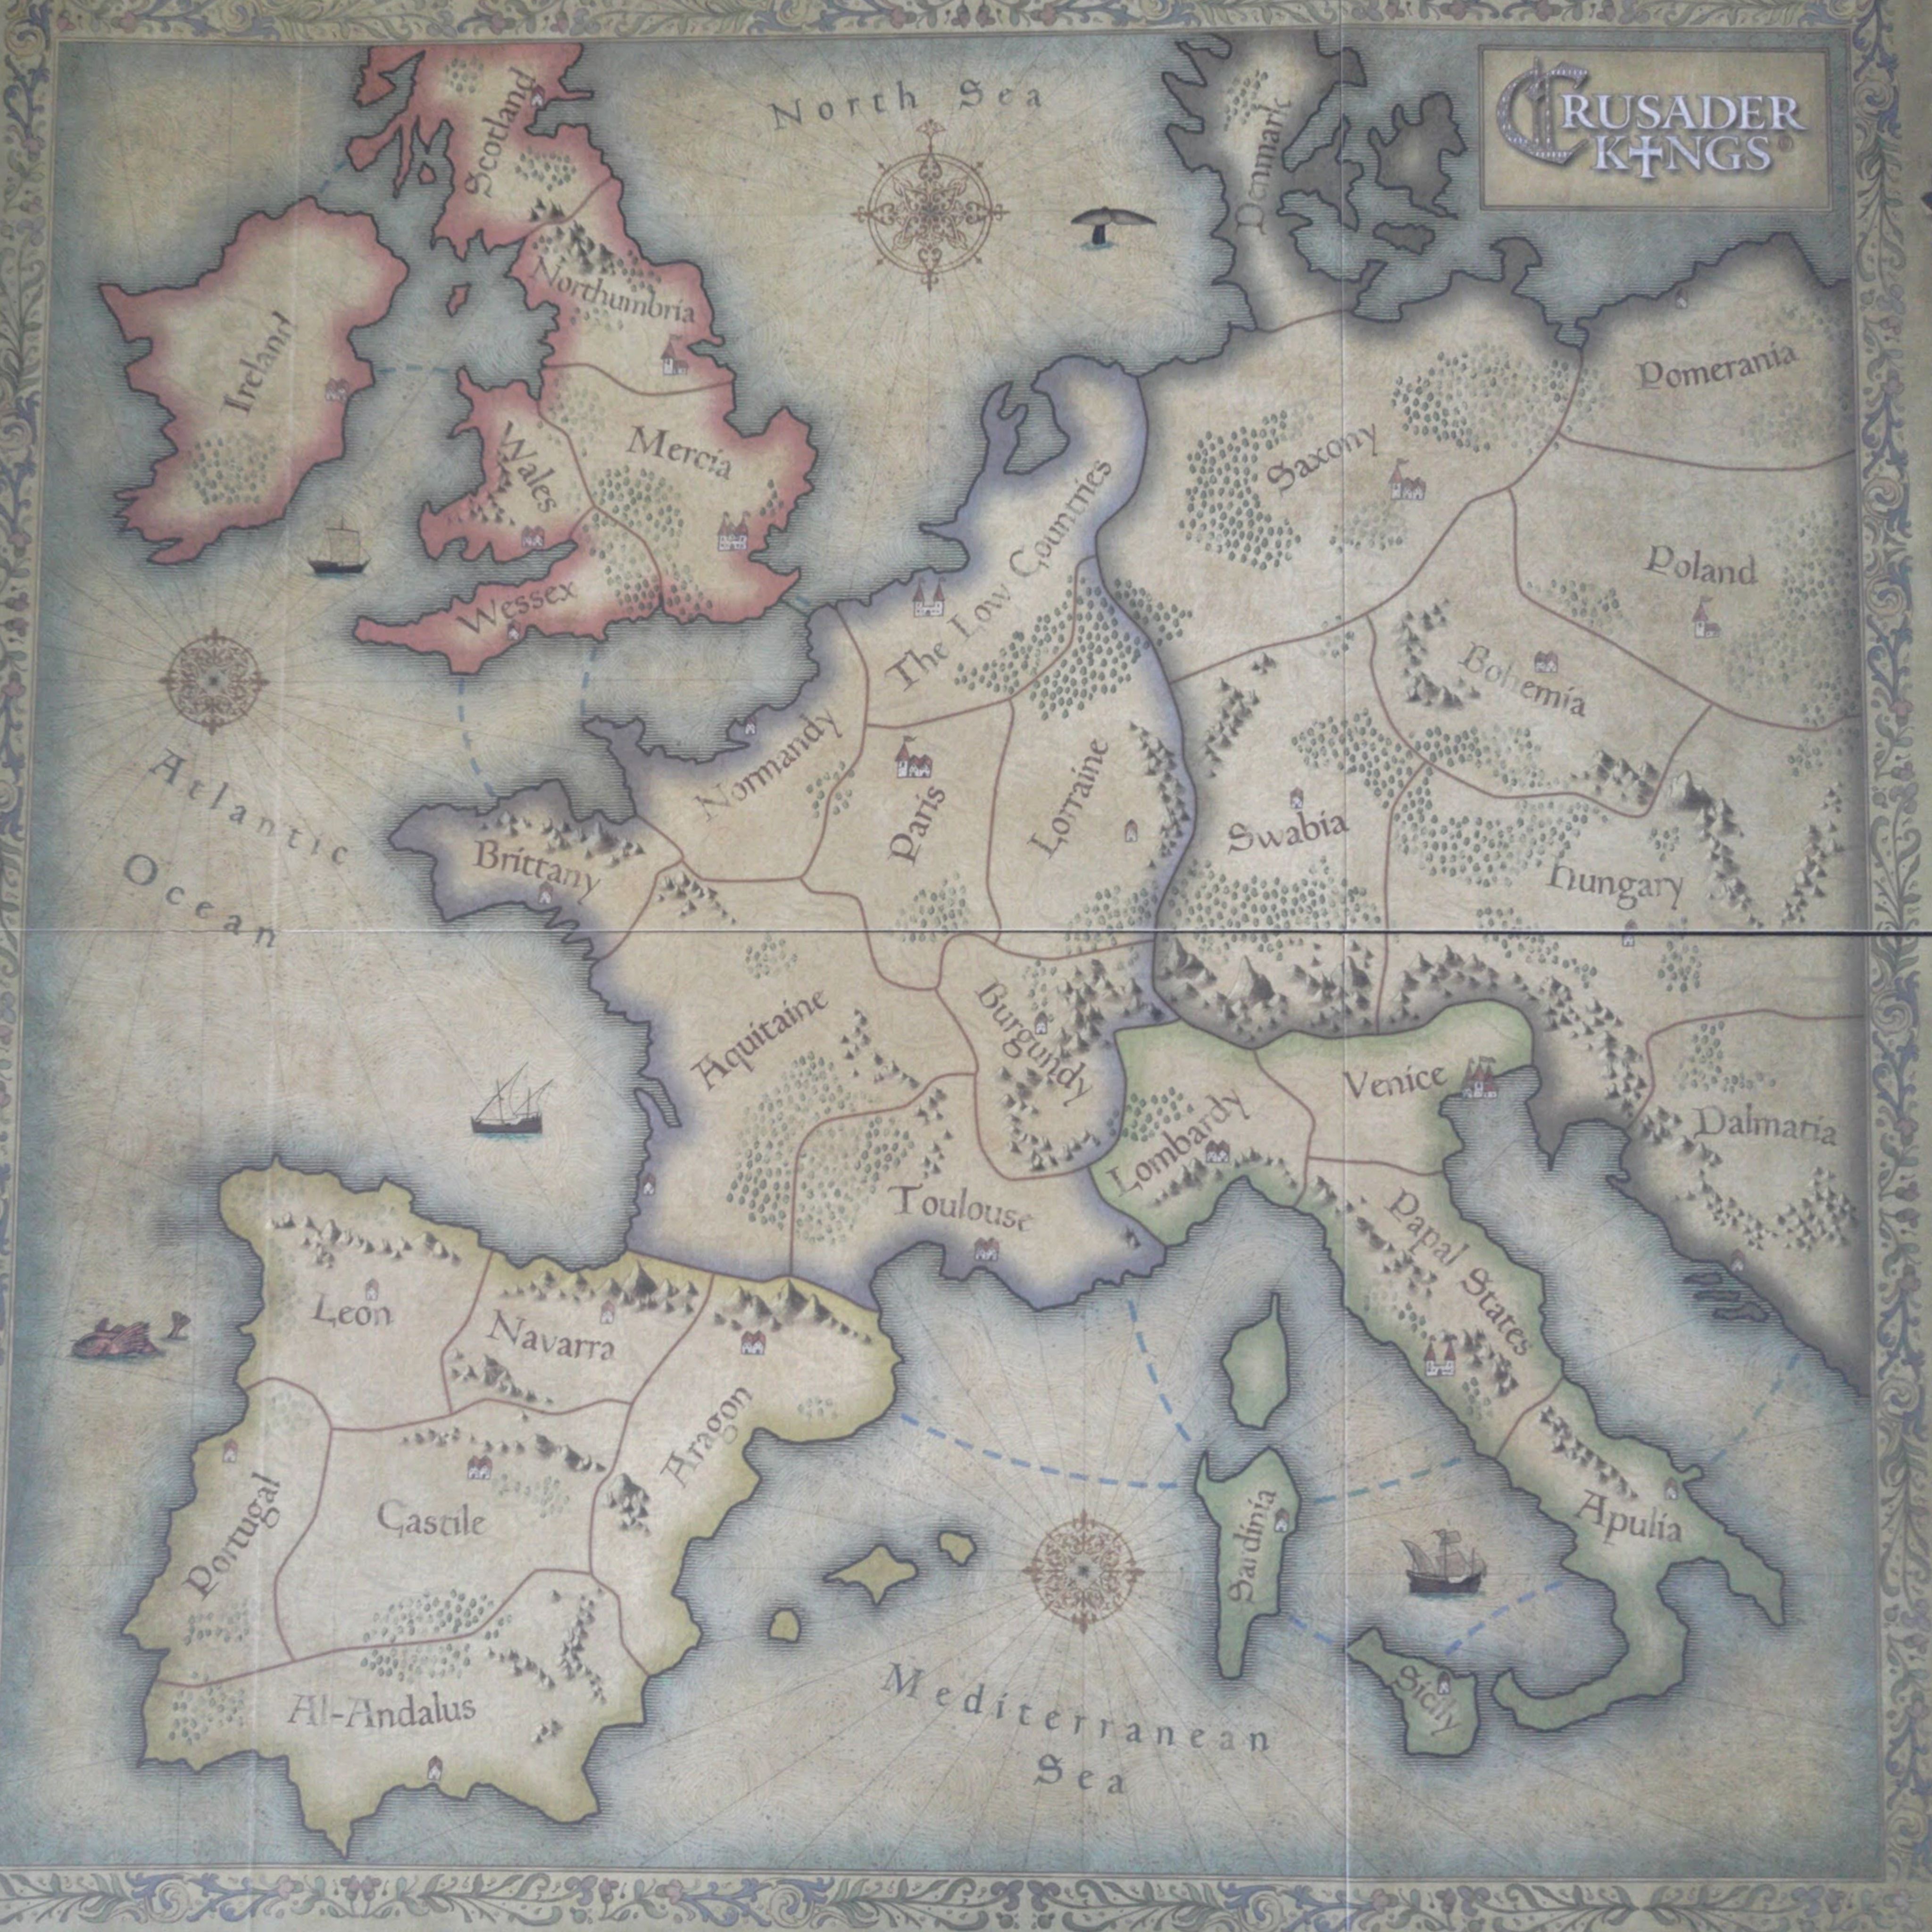 North Sea
CRUSADER
KINGS
Scotland
Denmark
Northumbria
Ireland
Pomerania
Mercia
Wales
Saxony
The Low Countries
Poland
Wessex
Bohemia
Normandy
Atlantic
Ocean
Paris
Lorraine
Swabia
Brittany
Hungary
Aquitaine
Burgundy
Venice
Lombardy
Dalmatia
Toulouse
Papal States
Leon
Navarra
Aragon
Portugal
Castile
Sardinia
Apulia
Al-Andalus
Sicily
Mediterranean
Sea